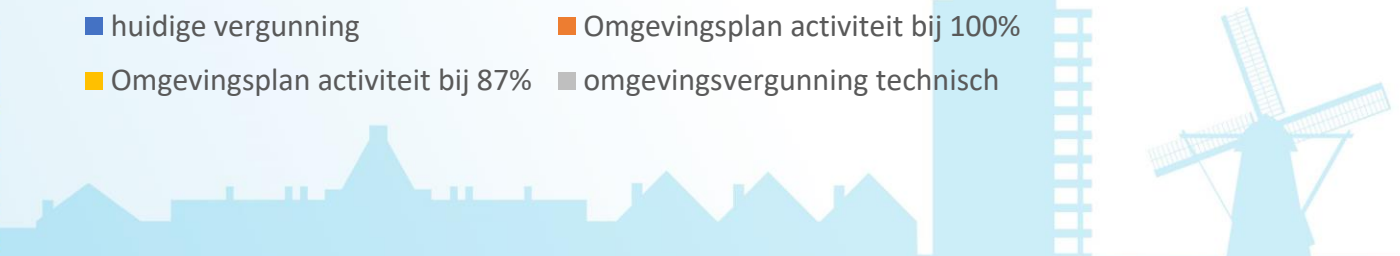 huidige vergunning Omgevingsplan activiteit bij 100%
Omgevingsplan activiteit bij 87% omgevingsvergunning technisch